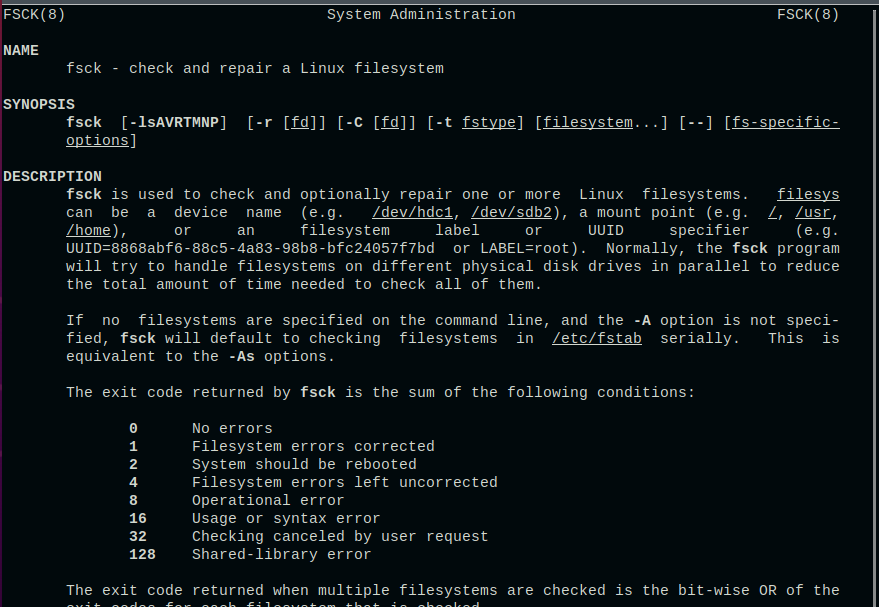 FSCK(8) System Administration FSCK(8)
NAME
fsck - check and repair a Linux filesystem
SYNOPSIS
fsck [-lsAVRTMNP] [-r [fd]] [-C [fd]] [-t fstype] [filesystem...] [--] [fs-specific-
options]
DESCRIPTION
fsck is used to check and optionally repair one or more Linux filesystems. filesys
can be a device name (e.g. /dev/hdc1, /dev/sdb2), a mount point (e.g. /, /usr,
/home), or an filesystem label or UUID specifier (e.g.
UUID=8868abf6-88c5-4a83-98b8-bfc24057f7bd or LABEL=root). Normally, the fsck program
will try to handle filesystems on different physical disk drives in parallel to reduce
the total amount of time needed to check all of them.
If no filesystems are specified on the command line, and the -A option is not speci-
fied, fsck will default to checking filesystems in /etc/fstab serially. This is
equivalent to the -As options.
The exit code returned by fsck is the sum of the following conditions:
0 No errors
1 Filesystem errors corrected
2 System should be rebooted
4 Filesystem errors left uncorrected
8 Operational error
16 Usage or syntax error
32 Checking canceled by user request
128 Shared-library error
The exit code returned when multiple filesystems are checked is the bit-wise OR of the
exit codes for each filesystem that is checked.